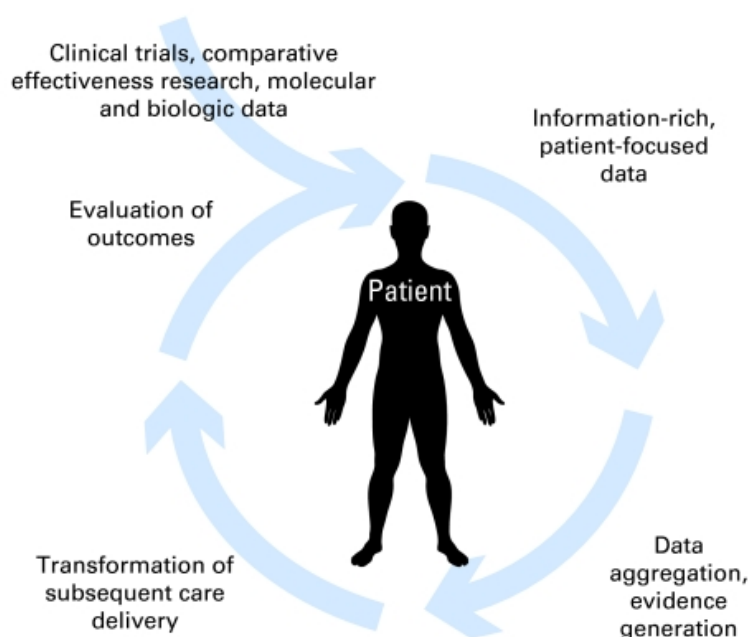 Clinical trials, comparative
effectiveness research, molecular
and biologic data
Information-rich,
patient-focused
data
Evaluation of
outcomes
Patient
Transformation of
subsequent care
delivery
Data
aggregation,
evidence
generation